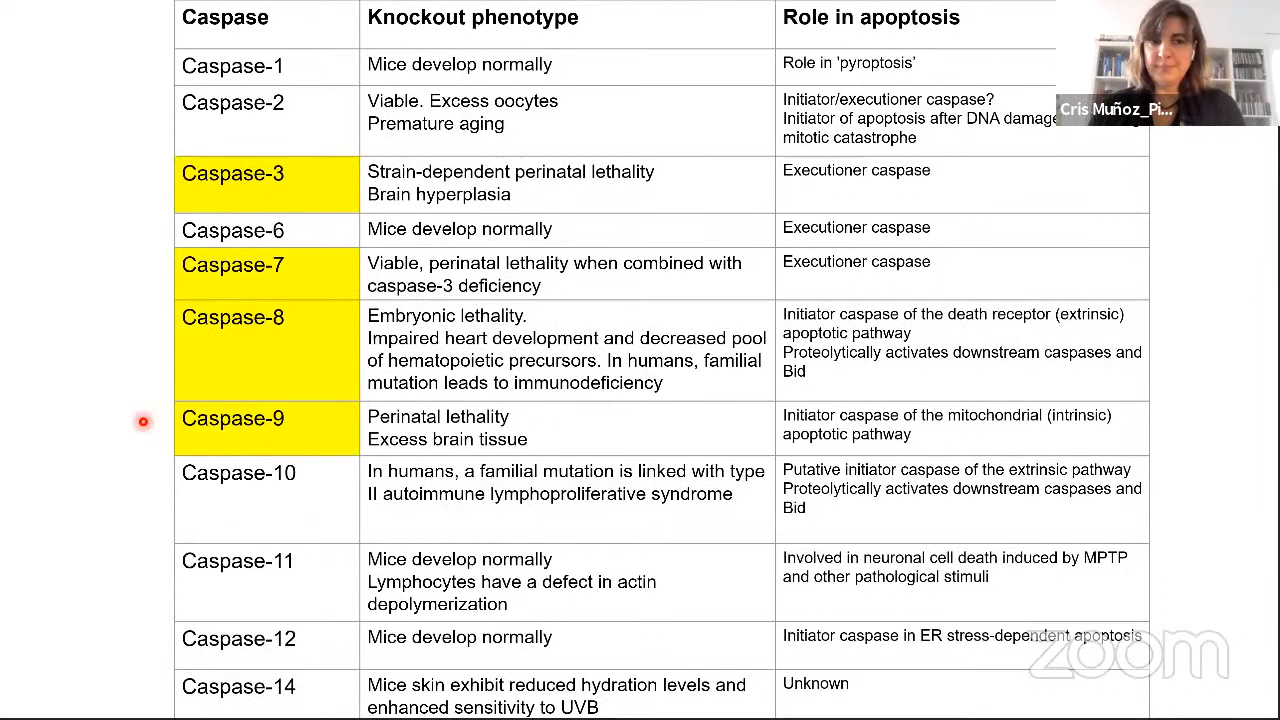 Caspase
Knockout phenotype
Role in apoptosis
Caspase-1
Mice develop normally
Role in 'pyroptosis'
Caspase-2
Viable. Excess oocytes
Premature aging
Initiator/executioner caspase?
Initiator of apoptosis after DNA damage
mitotic catastrophe
Cris Muñoz_Pi...
Caspase-3
Strain-dependent perinatal lethality
Brain hyperplasia
Executioner caspase
Caspase-6
Mice develop normally
Executioner caspase
Caspase-7
Viable, perinatal lethality when combined with
caspase-3 deficiency
Executioner caspase
Caspase-8
Embryonic lethality.
Impaired heart development and decreased pool
of hematopoietic precursors. In humans, familial
mutation leads to immunodeficiency
Initiator caspase of the death receptor (extrinsic)
apoptotic pathway
Proteolytically activates downstream caspases and
Bid
Caspase-9
Perinatal lethality
Excess brain tissue
Initiator caspase of the mitochondrial (intrinsic)
apoptotic pathway
Caspase-10
In humans, a familial mutation is linked with type
II autoimmune lymphoproliferative syndrome
Putative initiator caspase of the extrinsic pathway
Proteolytically activates downstream caspases and
Bid
Caspase-11
Mice develop normally
Lymphocytes have a defect in actin
depolymerization
Involved in neuronal cell death induced by MPTP
and other pathological stimuli
Caspase-12
Mice develop normally
Initiator caspase in ER stress-dependent apoptosis
zoom
Caspase-14
Mice skin exhibit reduced hydration levels and
enhanced sensitivity to UVB
Unknown